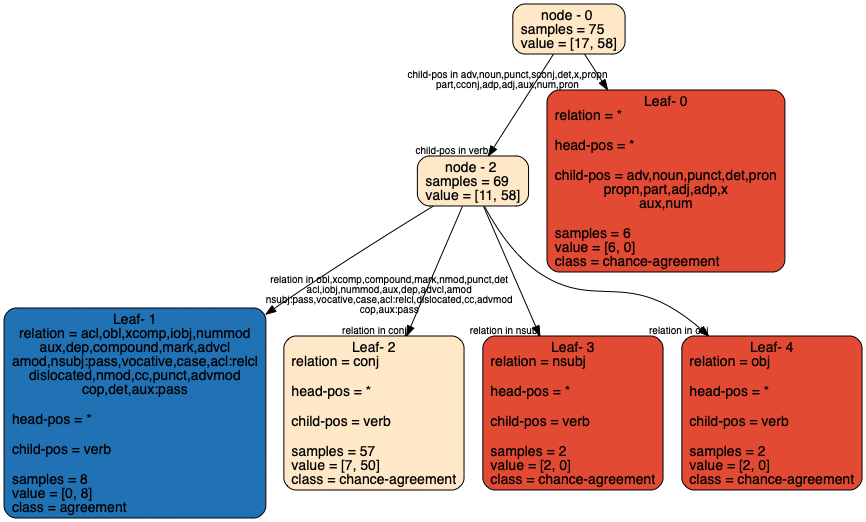 node - 0
samples = 75
value = [17, 58]
child-pos in adv,noun,punct,sconj,det,x,propn
part,cconj,adp,adj,aux,num,pron
Leaf- 0
relation = *
head-pos = *
child-pos = adv,noun,punct,det,pron
propn,part,adj,adp,x
aux,num
samples = 6
value = [6, 0]
class = chance-agreement
child-pos in verb
node - 2
samples = 69
value = [11, 58]
relation in obl,xcomp,compound,mark,nmod,punct,det
acl,iobj,nummod,aux,dep,advcl,amod
nsubj:pass,vocative,case,acl:relcl,dislocated,cc,advmod
cop,aux:pass
relation in conj
relation in nsubj
relation in obj
Leaf- 1
relation = acl,obl,xcomp,iobj,nummod
aux,dep,compound,mark,advcl
amod,nsubj:pass,vocative,case,acl:relcl
dislocated,nmod,cc,punct,advmod
cop,det,aux:pass
head-pos = *
child-pos = verb
samples = 8
value = [0, 8]
class = agreement
Leaf- 2
relation = conj
head-pos = *
child-pos = verb
samples = 57
value = [7, 50]
class = chance-agreement
Leaf- 3
relation = nsubj
head-pos = *
child-pos = verb
samples = 2
value = [2, 0]
class = chance-agreement
Leaf- 4
relation = obj
head-pos = *
child-pos = verb
samples = 2
value = [2, 0]
class = chance-agreement